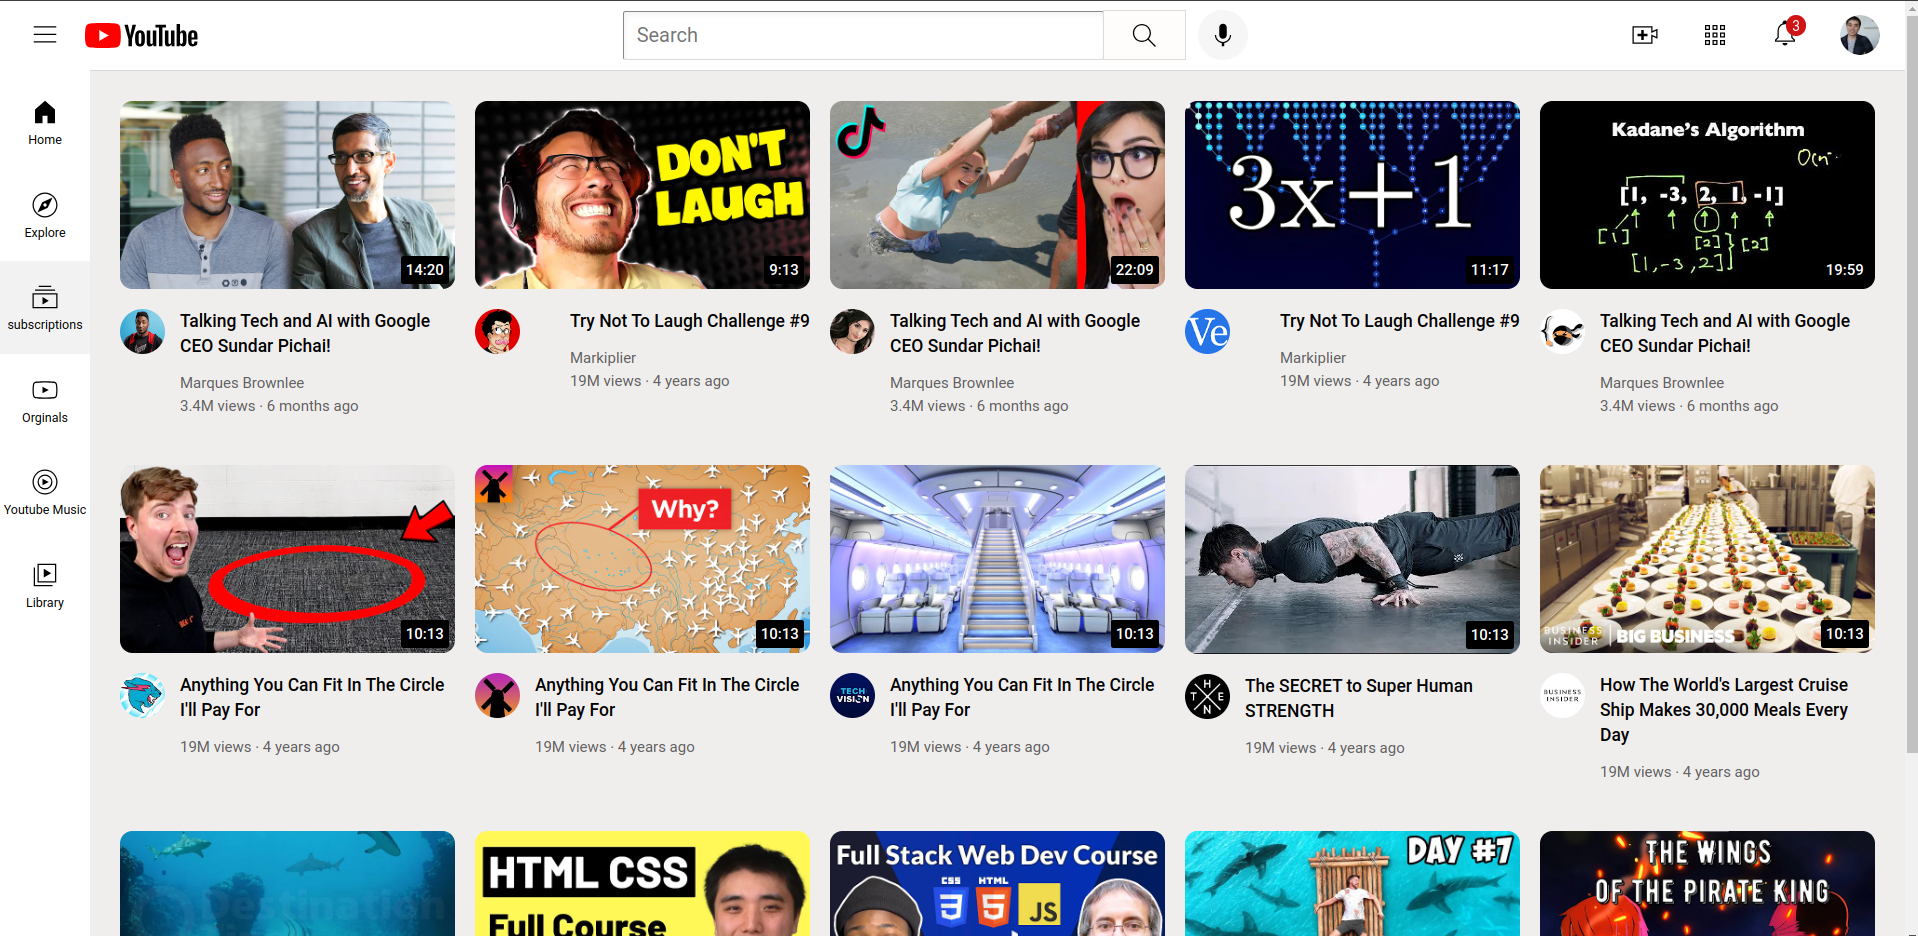 YouTube
Search
3
Home
Explore
subscriptions
Orginals
Youtube Music
Library
DON'T
LAUGH
3x+1
Kadane's Algorithm
[1, -3, 2, 1, -1]
[1]
[2]
[2]
[1, -3, 2]
14:20
9:13
22:09
11:17
19:59
Talking Tech and AI with Google
CEO Sundar Pichai!
Marques Brownlee
3.4M views · 6 months ago
Try Not To Laugh Challenge #9
Markiplier
19M views · 4 years ago
Talking Tech and AI with Google
CEO Sundar Pichai!
Marques Brownlee
3.4M views · 6 months ago
Ve
Try Not To Laugh Challenge #9
Markiplier
19M views · 4 years ago
Talking Tech and AI with Google
CEO Sundar Pichai!
Marques Brownlee
3.4M views · 6 months ago
Why?
BUSINESS
INSIDER
BIG BUSINESS
10:13
10:13
10:13
10:13
10:13
Anything You Can Fit In The Circle
I'll Pay For
19M views · 4 years ago
Anything You Can Fit In The Circle
I'll Pay For
19M views · 4 years ago
TECH
VISION
Anything You Can Fit In The Circle
I'll Pay For
19M views · 4 years ago
THEN
The SECRET to Super Human
STRENGTH
19M views · 4 years ago
BUSINESS
INSIDER
How The World's Largest Cruise
Ship Makes 30,000 Meals Every
Day
19M views · 4 years ago
HTML CSS
Full Course
Full Stack Web Dev Course
CSS
HTML
3
5
JS
DAY #7
THE WINGS
OF THE PIRATE KING